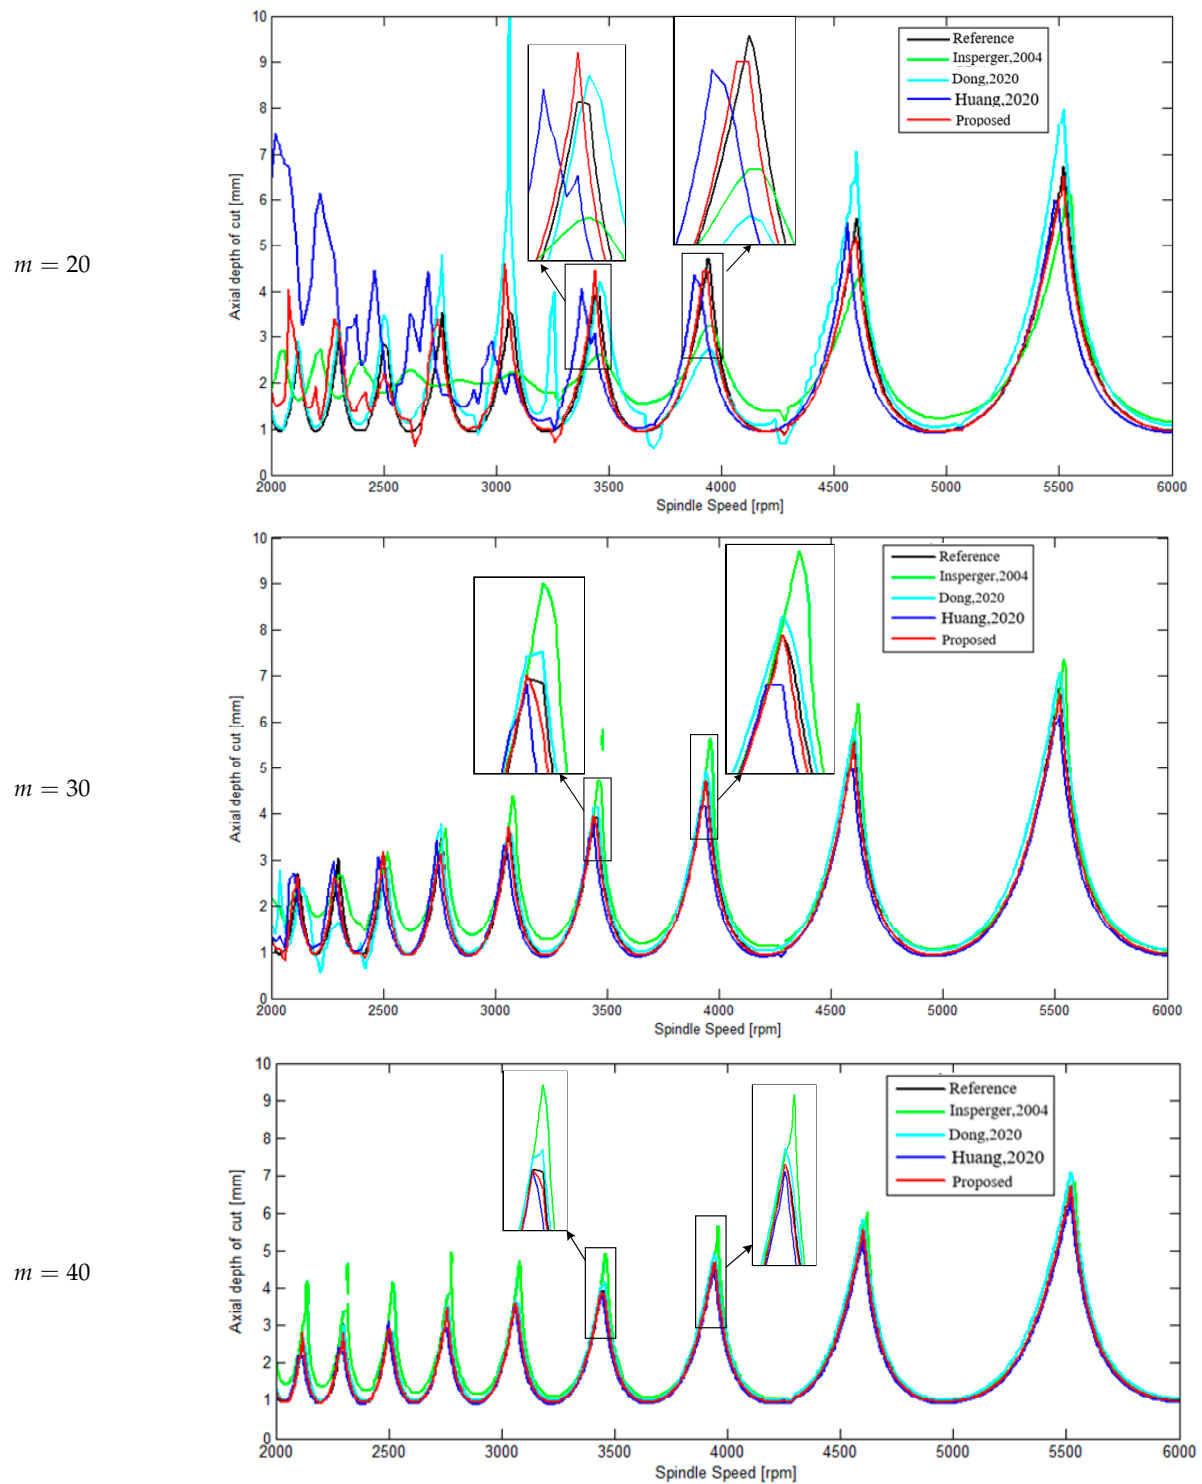 m = 20
Axial depth of cut [mm]
10
9
8
7
6
5
4
3
2
1
0
Reference
Insperger,2004
Dong,2020
Huang,2020
Proposed
2000 2500 3000 3500 4000 4500 5000 5500 6000
Spindle Speed [rpm]
m = 30
Axial depth of cut [mm]
10
9
8
7
6
5
4
3
2
1
0
Reference
Insperger,2004
Dong,2020
Huang,2020
Proposed
2000 2500 3000 3500 4000 4500 5000 5500 6000
Spindle Speed [rpm]
m = 40
Axial depth of cut [mm]
10
9
8
7
6
5
4
3
2
1
0
Reference
Insperger,2004
Dong,2020
Huang,2020
Proposed
2000 2500 3000 3500 4000 4500 5000 5500 6000
Spindle Speed [rpm]